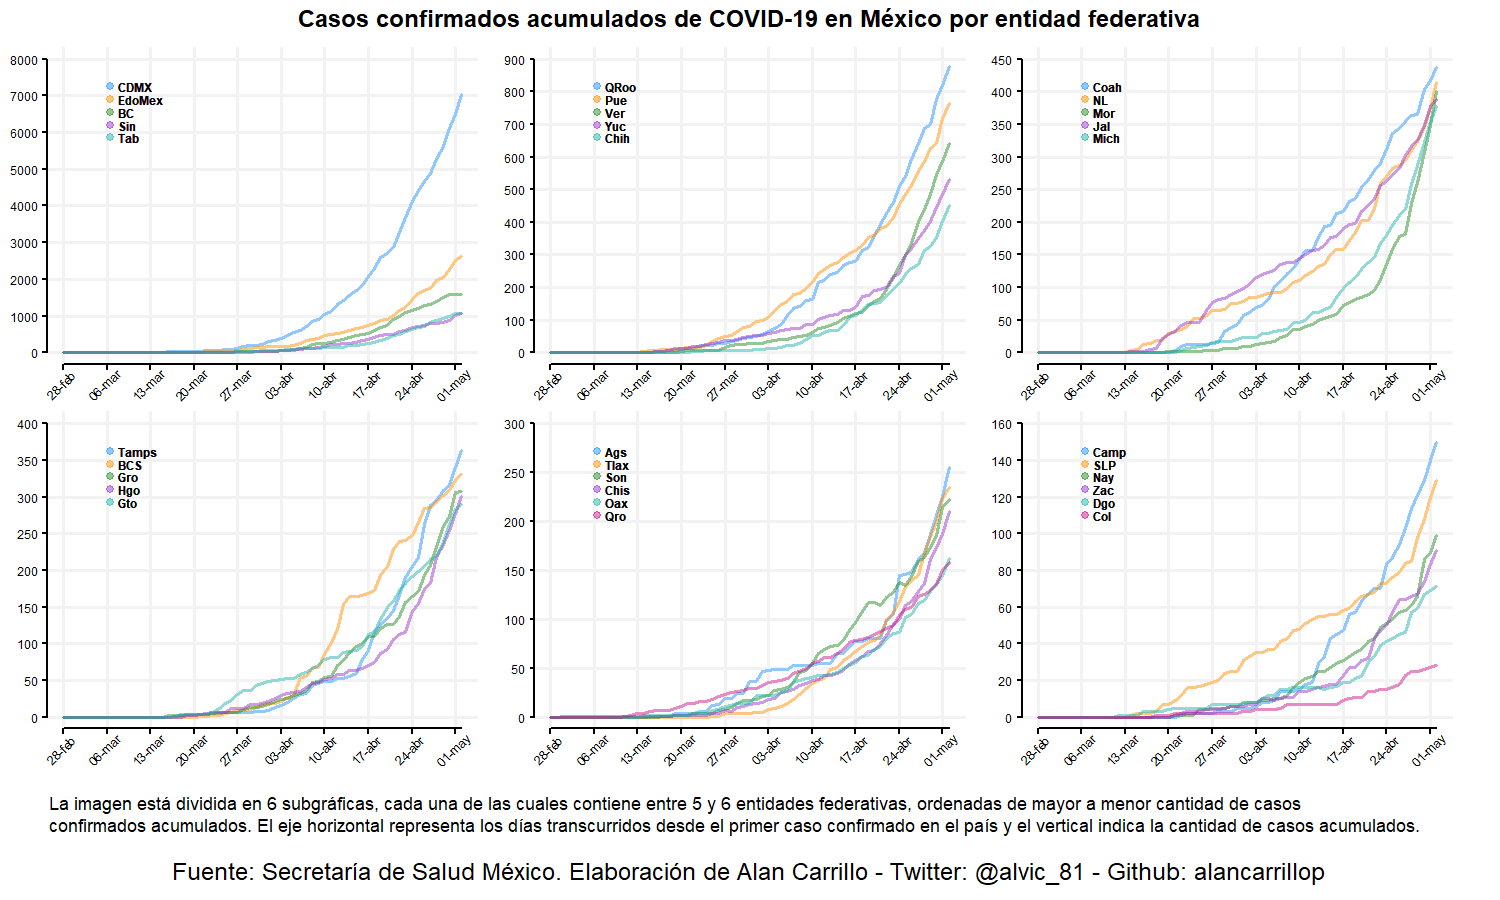 Casos confirmados acumulados de COVID-19 en México por entidad federativa
8000
7000
6000
5000
4000
3000
2000
1000
0
CDMX
EdoMex
BC
Sin
Tab
28-feb
06-mar
13-mar
20-mar
27-mar
03-abr
10-abr
17-abr
24-abr
01-may
900
800
700
600
500
400
300
200
100
0
QRoo
Pue
Ver
Yuc
Chih
28-feb
06-mar
13-mar
20-mar
27-mar
03-abr
10-abr
17-abr
24-abr
01-may
450
400
350
300
250
200
150
100
50
0
Coah
NL
Mor
Jal
Mich
28-feb
06-mar
13-mar
20-mar
27-mar
03-abr
10-abr
17-abr
24-abr
01-may
400
350
300
250
200
150
100
50
0
Tamps
BCS
Gro
Hgo
Gto
28-feb
06-mar
13-mar
20-mar
27-mar
03-abr
10-abr
17-abr
24-abr
01-may
300
250
200
150
100
50
0
Ags
Tlax
Son
Chis
Oax
Qro
28-feb
06-mar
13-mar
20-mar
27-mar
03-abr
10-abr
17-abr
24-abr
01-may
160
140
120
100
80
60
40
20
0
Camp
SLP
Nay
Zac
Dgo
Col
28-feb
06-mar
13-mar
20-mar
27-mar
03-abr
10-abr
17-abr
24-abr
01-may
La imagen está dividida en 6 subgráficas, cada una de las cuales contiene entre 5 y 6 entidades federativas, ordenadas de mayor a menor cantidad de casos
confirmados acumulados. El eje horizontal representa los días transcurridos desde el primer caso confirmado en el país y el vertical indica la cantidad de casos acumulados.
Fuente: Secretaría de Salud México. Elaboración de Alan Carrillo - Twitter: @alvic_81 - Github: alancarrillop